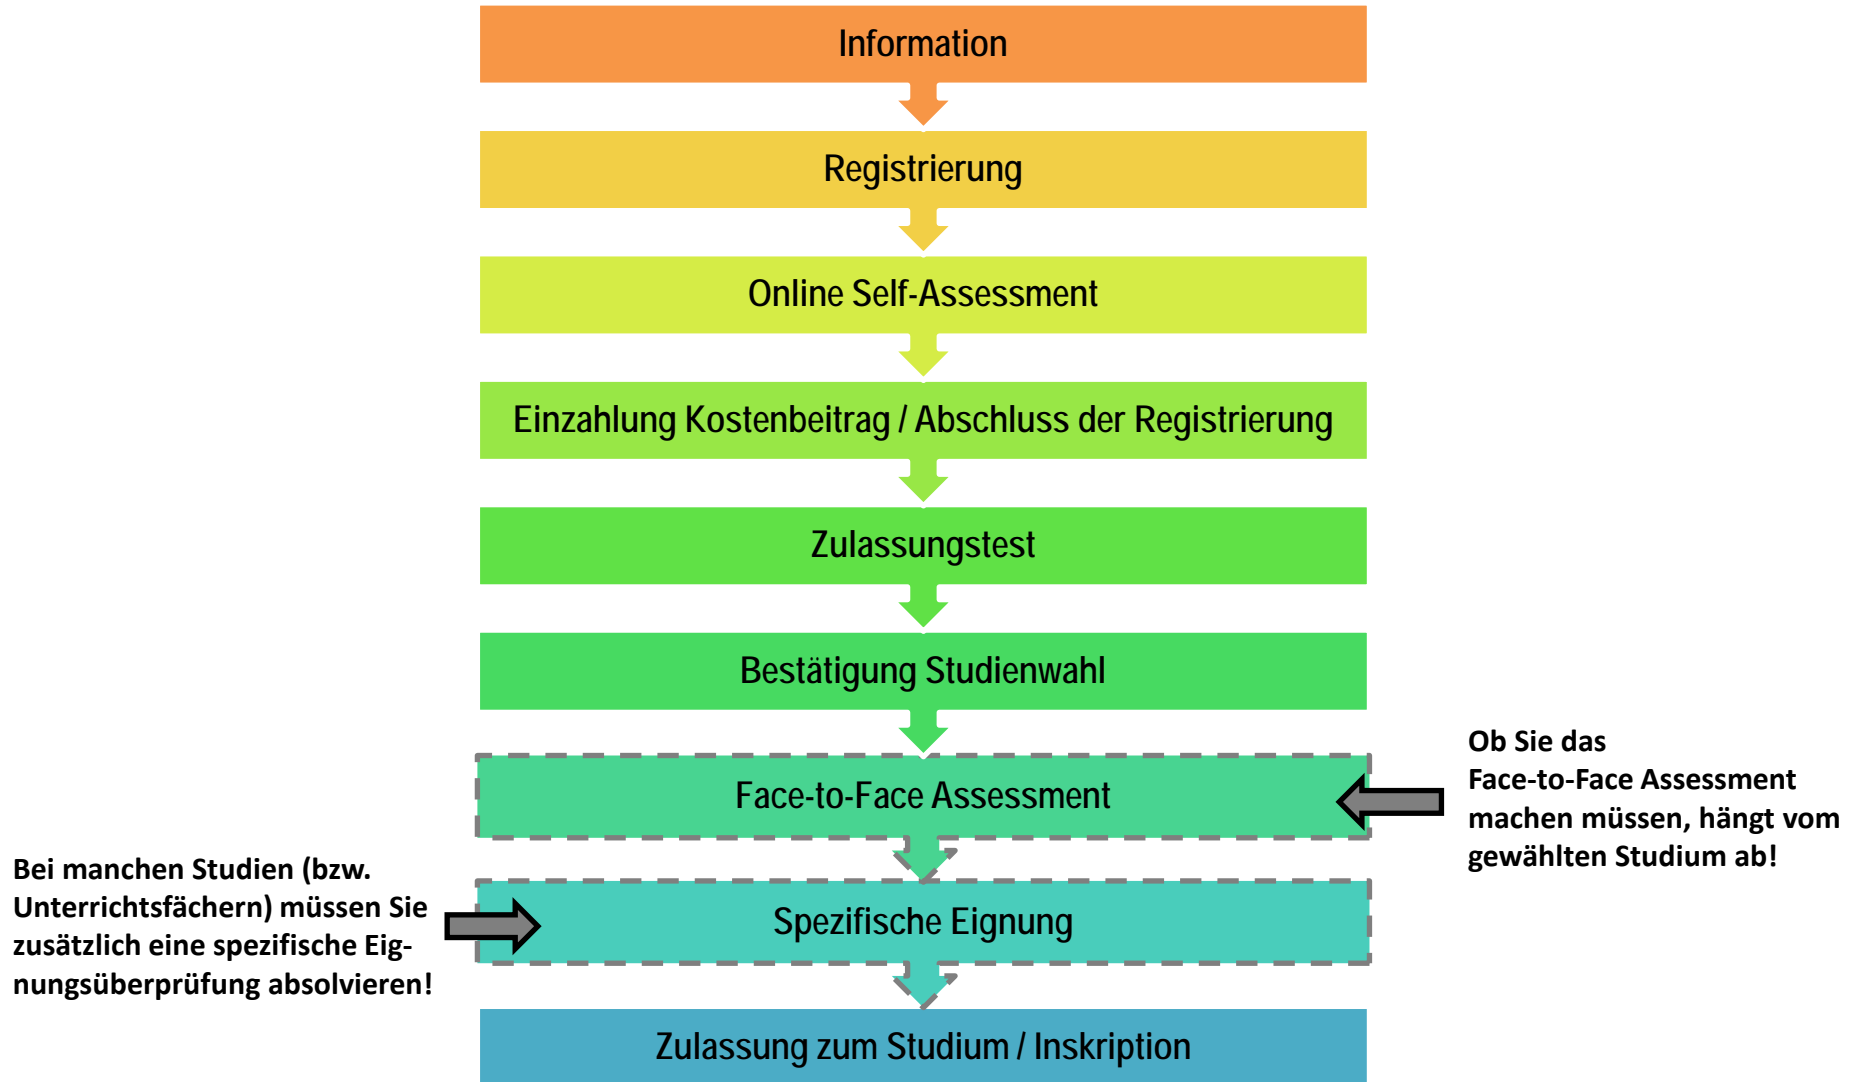 Information
Registrierung
Online Self-Assessment
Einzahlung Kostenbeitrag / Abschluss der Registrierung
Zulassungstest
Bestätigung Studienwahl
Face-to-Face Assessment
Ob Sie das
Face-to-Face Assessment
machen müssen, hängt vom
gewählten Studium ab!
Bei manchen Studien (bzw.
Unterrichtsfächern) müssen Sie
zusätzlich eine spezifische Eig-
nungsüberprüfung absolvieren!
Spezifische Eignung
Zulassung zum Studium / Inskription